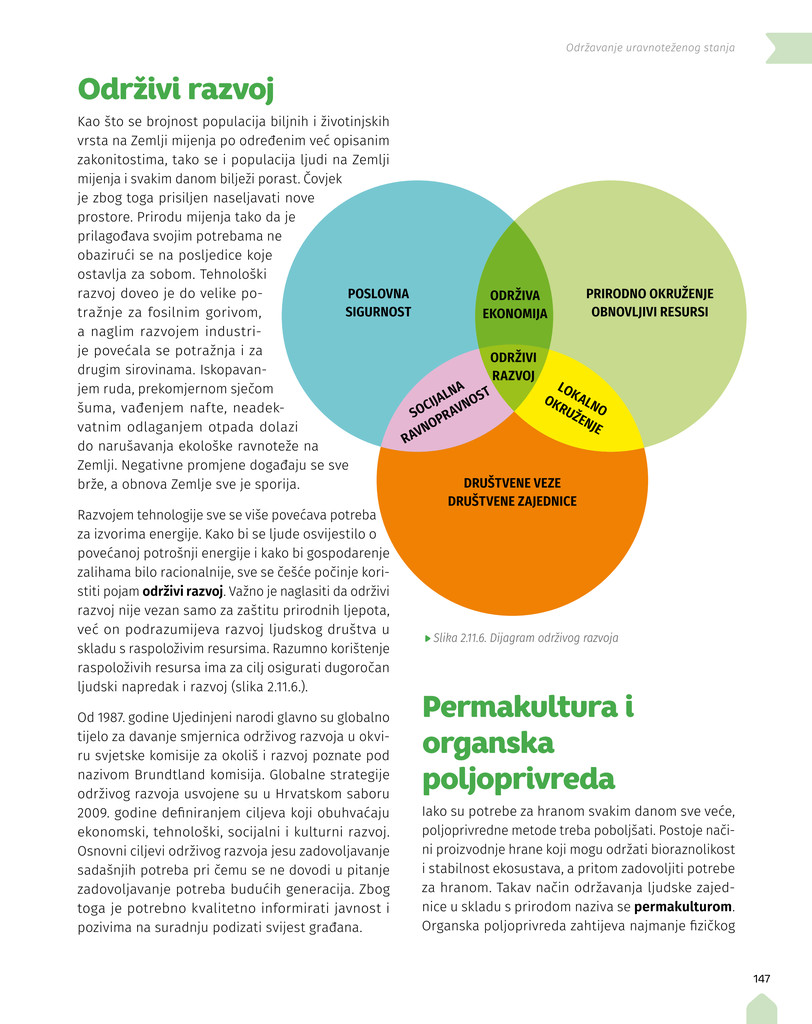 Održavanje uravnoteženog stanja
Održivi razvoj
Kao što se brojnost populacija biljnih i životinjskih
vrsta na Zemlji mijenja po određenim već opisanim
zakonitostima, tako se i populacija ljudi na Zemlji
mijenja i svakim danom bilježi porast. Čovjek
je zbog toga prisiljen naseljavati nove
prostore. Prirodu mijenja tako da je
prilagođava svojim potrebama ne
obazirući se na posljedice koje
ostavlja za sobom. Tehnološki
razvoj doveo je do velike po-
tražnje za fosilnim gorivom,
a naglim razvojem industri-
je povećala se potražnja i za
drugim sirovinama. Iskopavan-
jem ruda, prekomjernom sječom
šuma, vađenjem nafte, neadek-
vatnim odlaganjem otpada dolazi
do narušavanja ekološke ravnoteže na
Zemlji. Negativne promjene događaju se sve
brže, a obnova Zemlje sve je sporija.
Razvojem tehnologije sve se više povećava potreba
za izvorima energije. Kako bi se ljude osvijestilo o
povećanoj potrošnji energije i kako bi gospodarenje
zalihama bilo racionalnije, sve se češće počinje kori-
stiti pojam održivi razvoj. Važno je naglasiti da održivi
razvoj nije vezan samo za zaštitu prirodnih ljepota,
već on podrazumijeva razvoj ljudskog društva u
skladu s raspoloživim resursima. Razumno korištenje
raspoloživih resursa ima za cilj osigurati dugoročan
ljudski napredak i razvoj (slika 2.11.6.).
Od 1987. godine Ujedinjeni narodi glavno su globalno
tijelo za davanje smjernica održivog razvoja u okvi-
ru svjetske komisije za okoliš i razvoj poznate pod
nazivom Brundtland komisija. Globalne strategije
održivog razvoja usvojene su u Hrvatskom saboru
2009. godine definiranjem ciljeva koji obuhvaćaju
ekonomski, tehnološki, socijalni i kulturni razvoj.
Osnovni ciljevi održivog razvoja jesu zadovoljavanje
sadašnjih potreba pri čemu se ne dovodi u pitanje
zadovoljavanje potreba budućih generacija. Zbog
toga je potrebno kvalitetno informirati javnost i
pozivima na suradnju podizati svijest građana.
POSLOVNA
SIGURNOST
ODRŽIVA
EKONOMIJA
PRIRODNO OKRUŽENJE
OBNOVLJIVI RESURSI
ODRŽIVI
RAZVOJ
SOCIJALNA
RAVNOPRAVNOST
LOKALNO
OKRUŽENJE
DRUŠTVENE VEZE
DRUŠTVENE ZAJEDNICE
Slika 2.11.6. Dijagram održivog razvoja
Permakultura i
organska
poljoprivreda
Iako su potrebe za hranom svakim danom sve veće,
poljoprivredne metode treba poboljšati. Postoje nači-
ni proizvodnje hrane koji mogu održati bioraznolikost
i stabilnost ekosustava, a pritom zadovoljiti potrebe
za hranom. Takav način održavanja ljudske zajed-
nice u skladu s prirodom naziva se permakulturom.
Organska poljoprivreda zahtijeva najmanje fizičkog
147